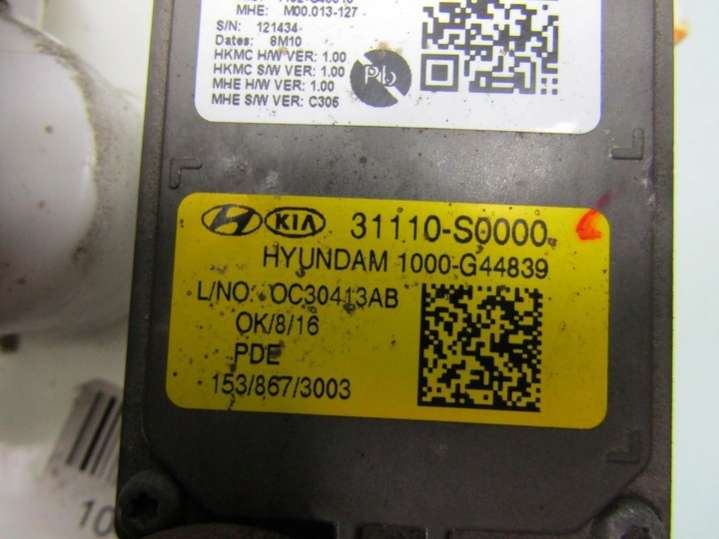 MHE: M00.013-127
S/N: 121434
Dates: 8M10
HKMC H/W VER: 1.00
HKMC S/W VER: 1.00
MHE H/W VER: 1.00
MHE S/W VER: C306
Pb
KIA 31110-S0000
HYUNDAM 1000-G44839
L/NO: OC30413AB
OK/8/16
PDE
153/867/3003
10